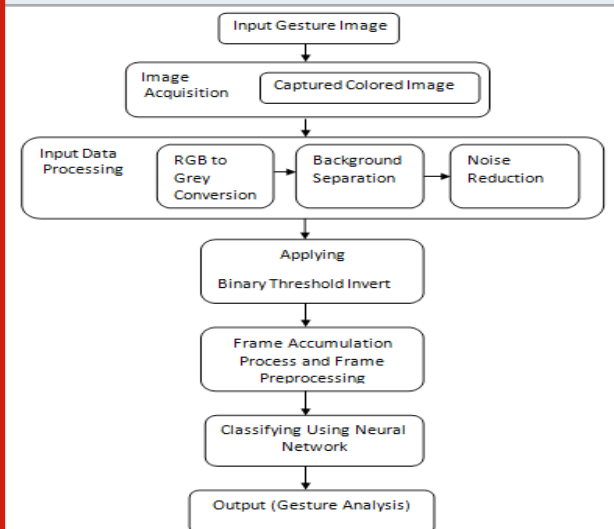 Input Gesture Image
Image
Acquisition
Captured Colored Image
Input Data
Processing
RGB to
Grey
Conversion
Background
Separation
Noise
Reduction
Applying
Binary Threshold Invert
Frame Accumulation
Process and Frame
Preprocessing
Classifying Using Neural
Network
Output (Gesture Analysis)